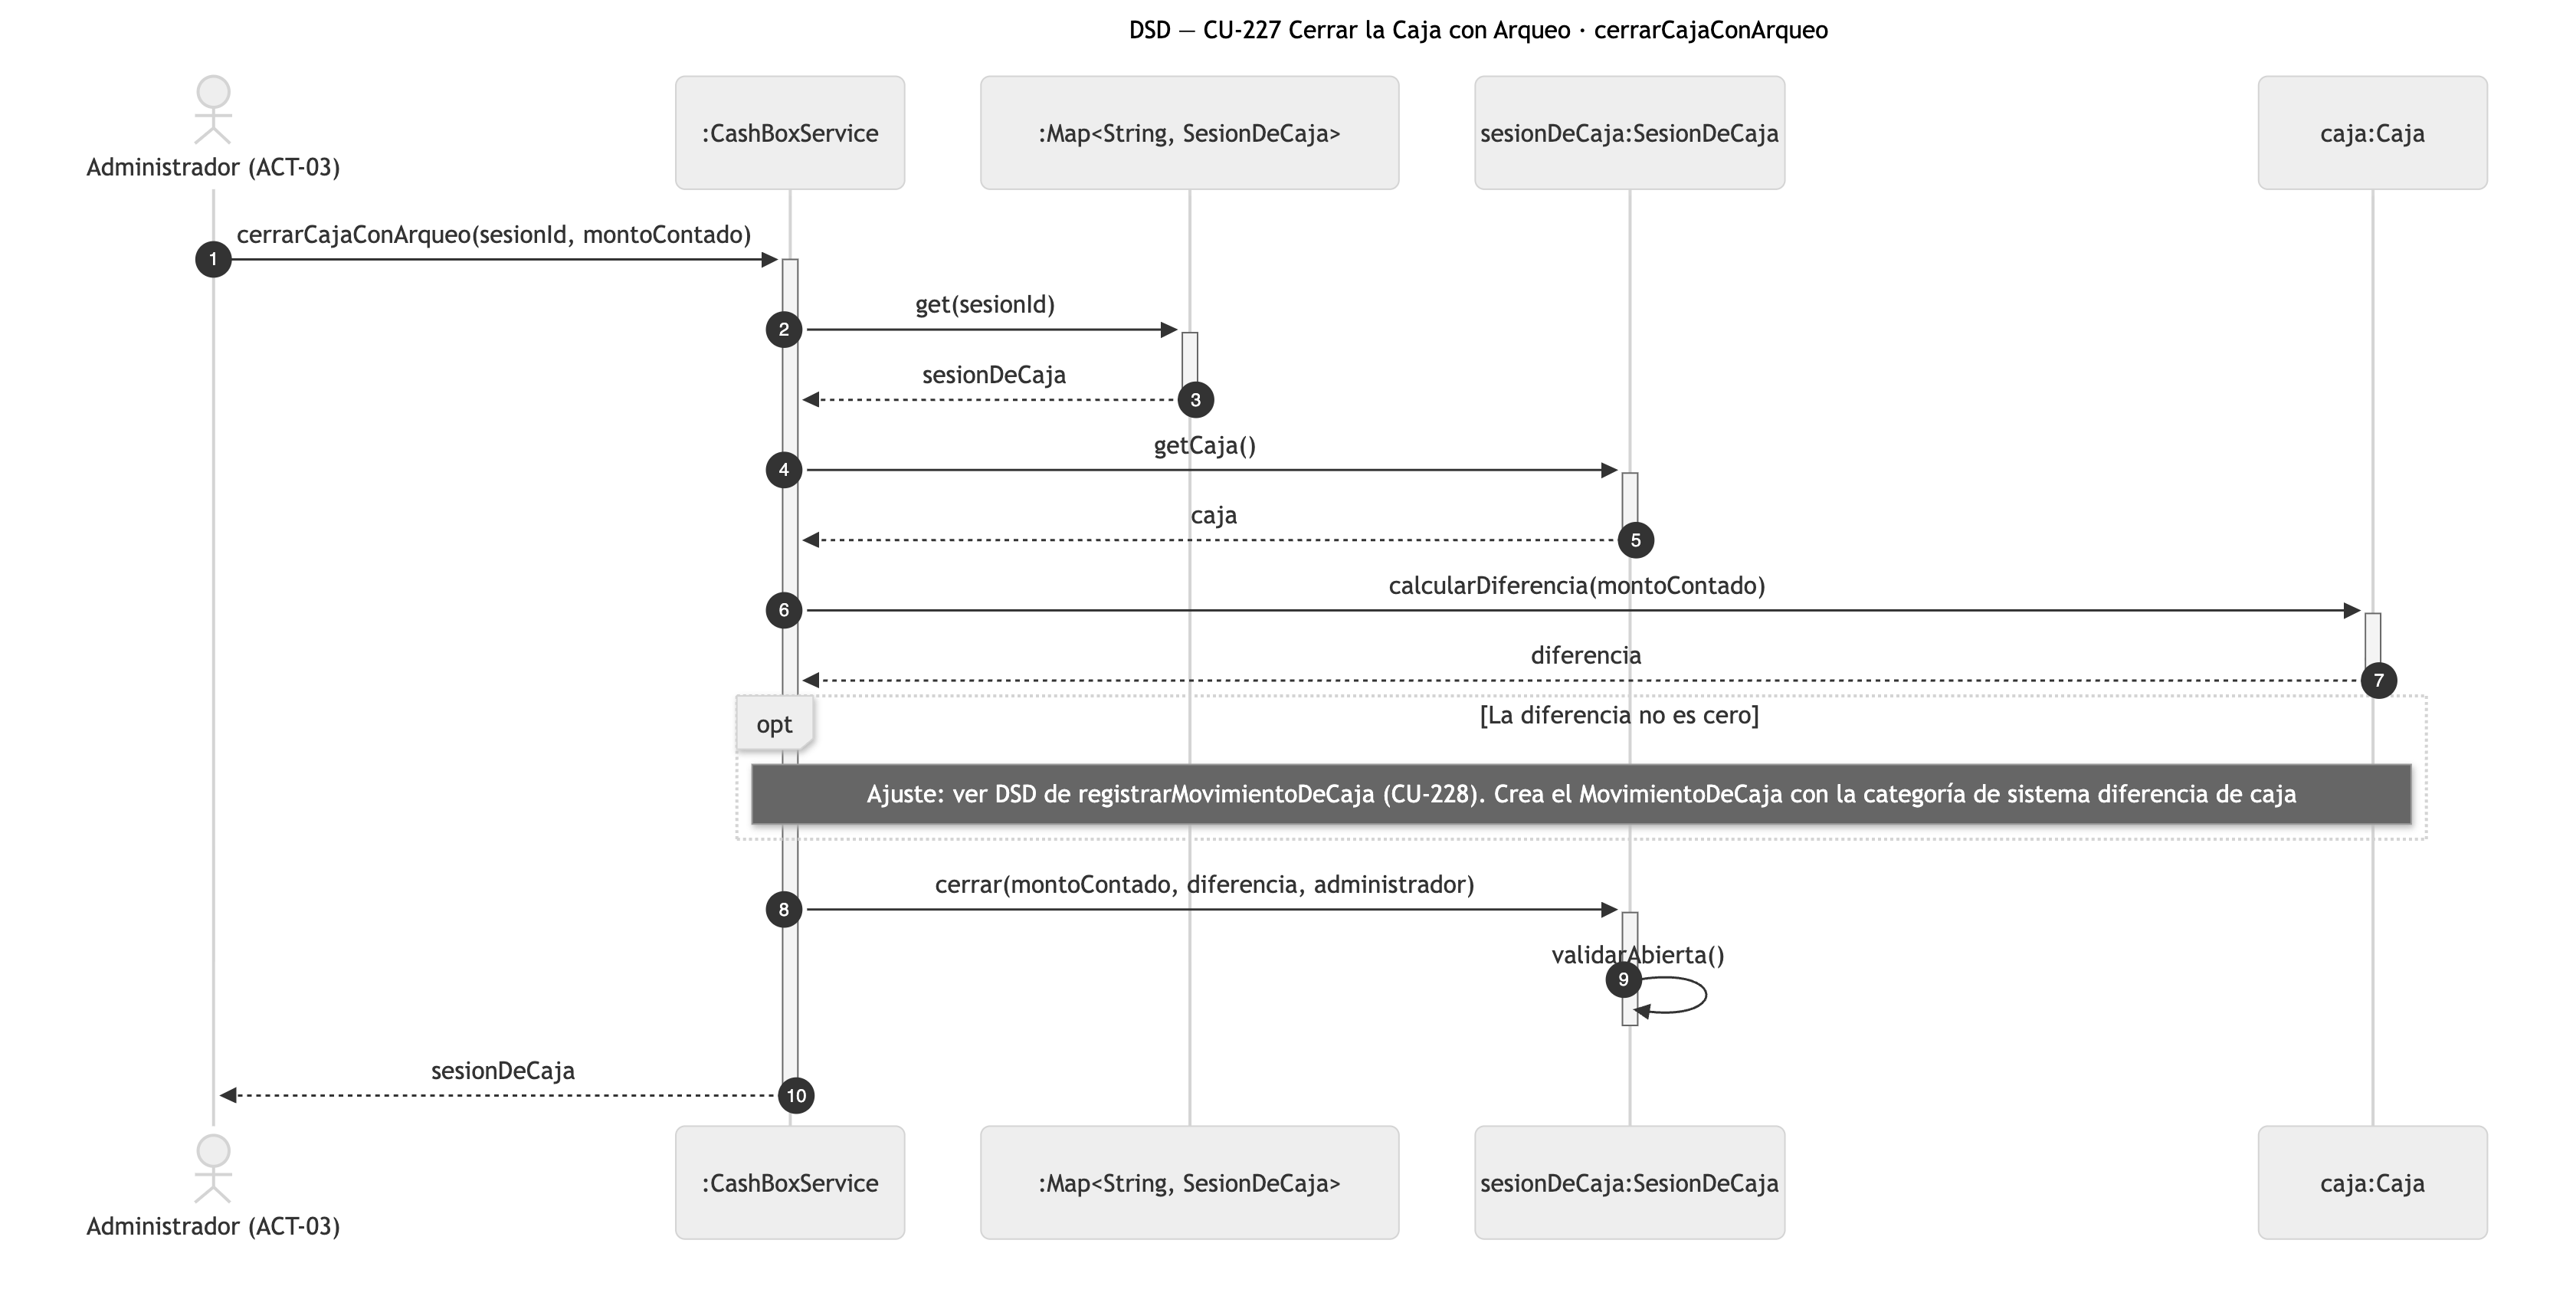 DSD — CU-227 Cerrar la Caja con Arqueo · cerrarCajaConArqueo
Administrador (ACT-03)
:CashBoxService
:Map<String, SesionDeCaja>
sesionDeCaja:SesionDeCaja
caja:Caja
cerrarCajaConArqueo(sesionId, montoContado)
1
get(sesionId)
2
sesionDeCaja
3
getCaja()
4
caja
5
calcularDiferencia(montoContado)
6
diferencia
7
opt
[La diferencia no es cero]
Ajuste: ver DSD de registrarMovimientoDeCaja (CU-228). Crea el MovimientoDeCaja con la categoría de sistema diferencia de caja
cerrar(montoContado, diferencia, administrador)
8
validarAbierta()
9
sesionDeCaja
10
Administrador (ACT-03)
:CashBoxService
:Map<String, SesionDeCaja>
sesionDeCaja:SesionDeCaja
caja:Caja